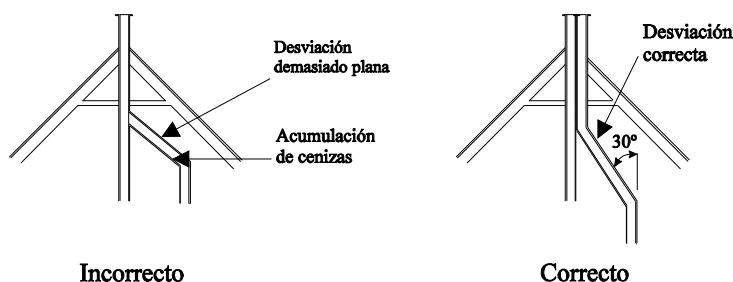 Desviación
demasiado plana
Acumulación
de cenizas
Incorrecto
Desviación
correcta
30º
Correcto